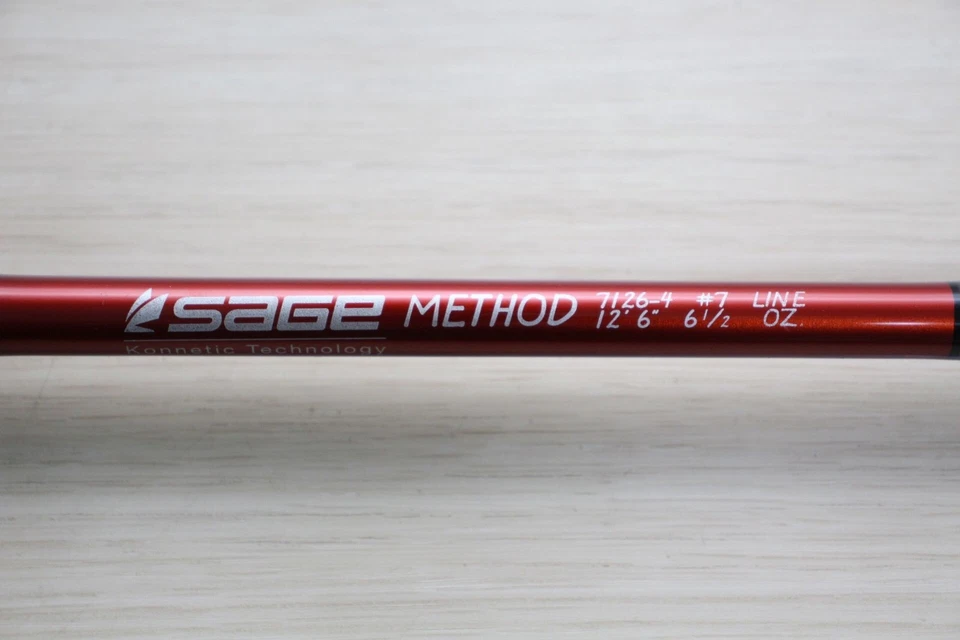 SAGE METHOD 7126-4 #7 LINE
12' 6" 6 1/2 OZ.
Konnetic Technology